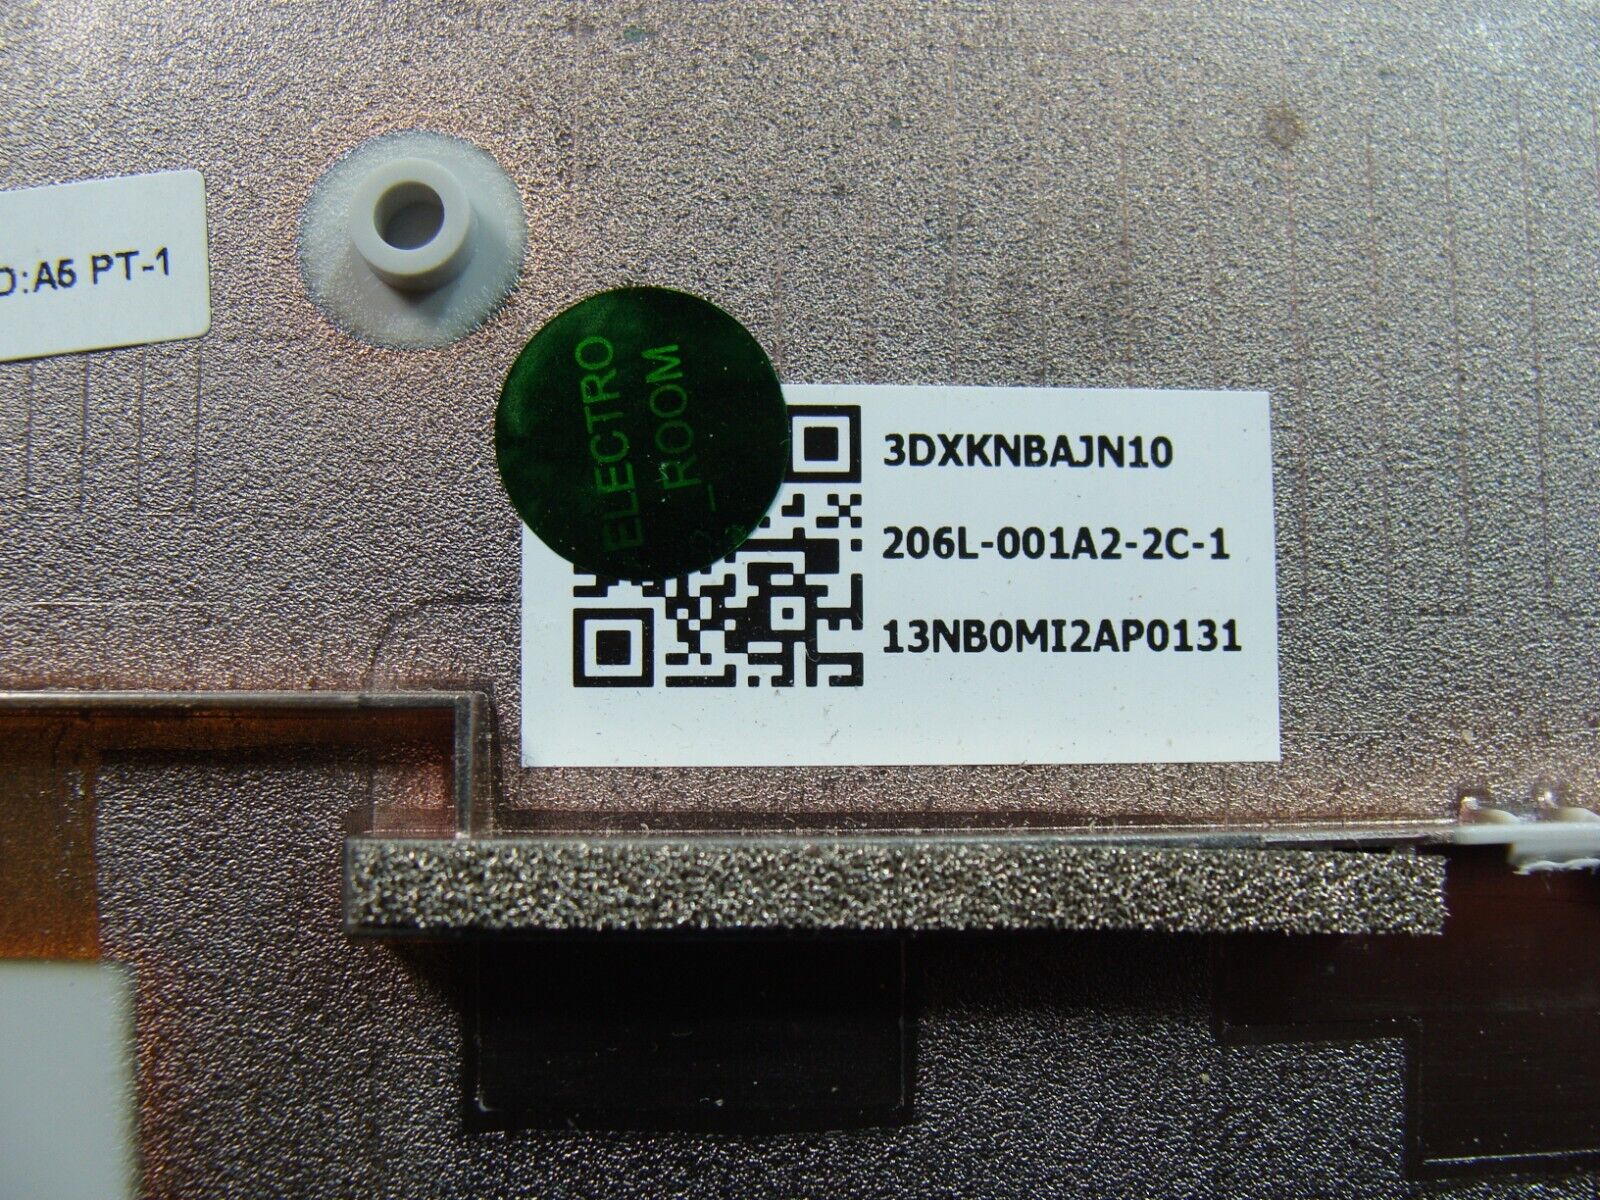 D:A5 PT-1
ELECTRO
_ROOM
3DXKNBAJN10
206L-001A2-2C-1
13NB0MI2AP0131